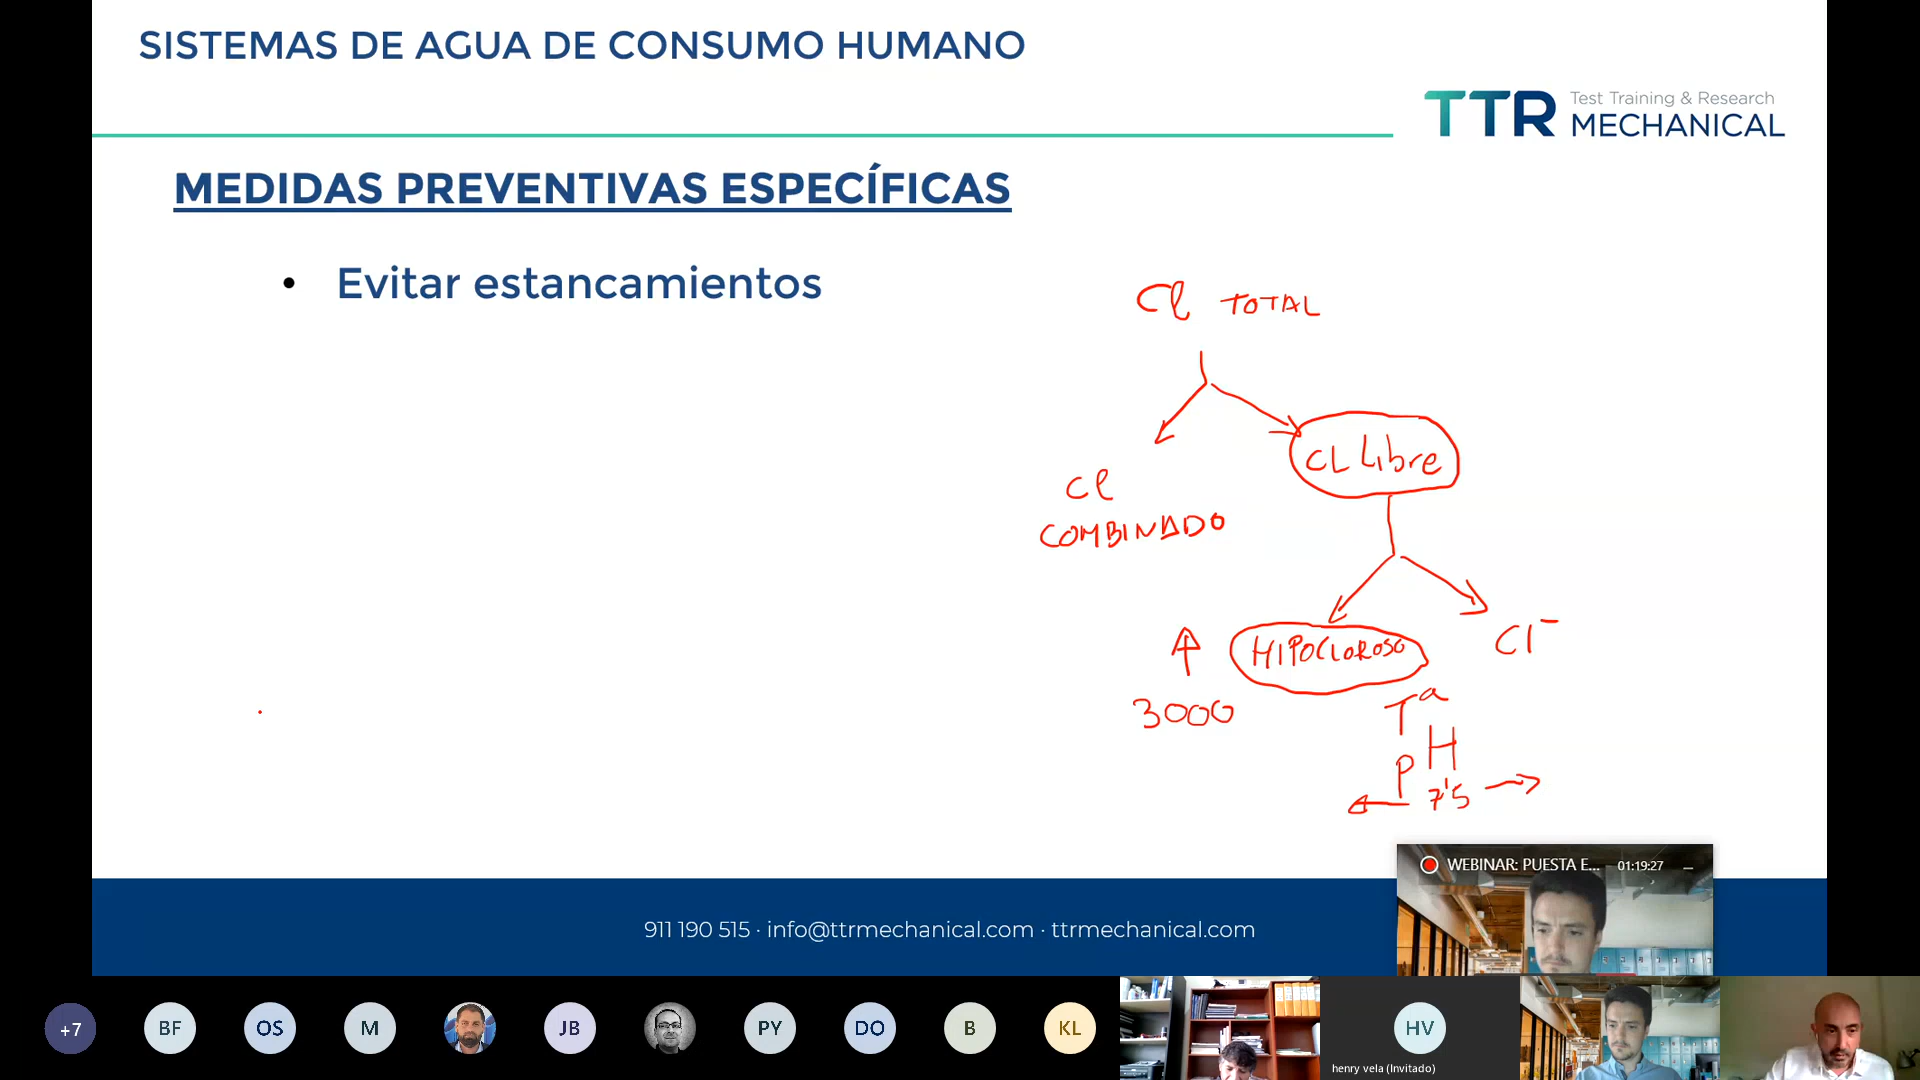 SISTEMAS DE AGUA DE CONSUMO HUMANO
TTR Test Training & Research
MECHANICAL
MEDIDAS PREVENTIVAS ESPECÍFICAS
• Evitar estancamientos
Cl TOTAL
CL Libre
Cl
COMBINADO
HIPOCLOROSO
Cl⁻
3000
Tª
PH
7'5
WEBINAR: PUESTA E... 01:19:27
911 190 515 · info@ttrmechanical.com · ttrmechanical.com
+7
BF
OS
M
JB
PY
DO
B
KL
HV
henry vela (Invitado)